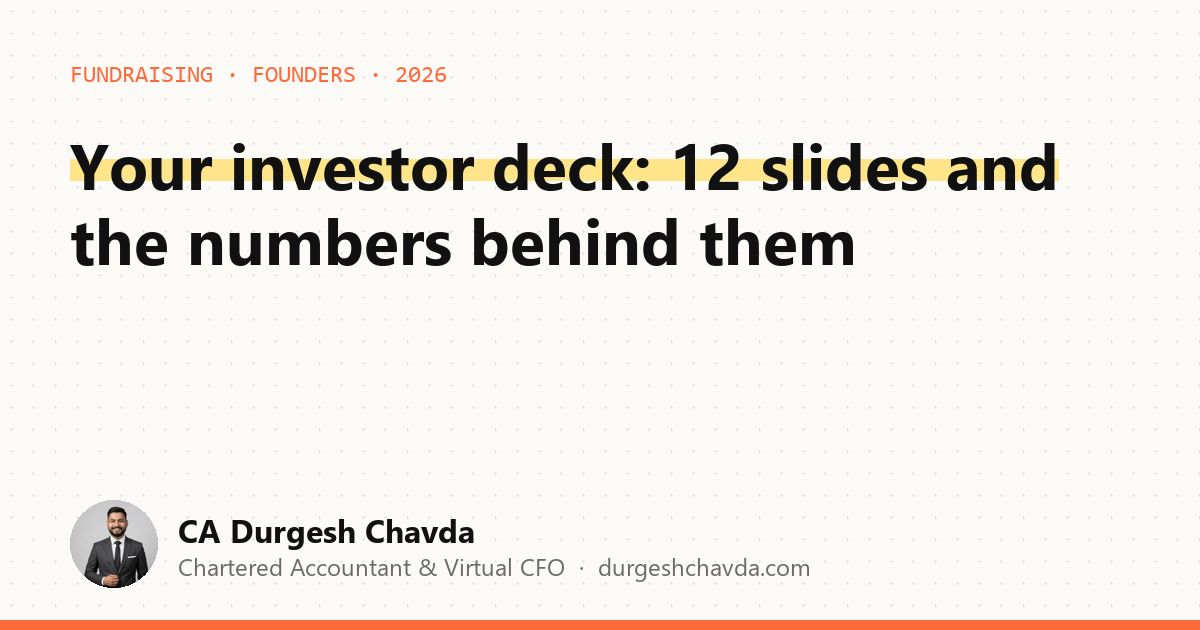 FUNDRAISING · FOUNDERS · 2026
Your investor deck: 12 slides and
the numbers behind them
CA Durgesh Chavda
Chartered Accountant & Virtual CFO · durgeshchavda.com